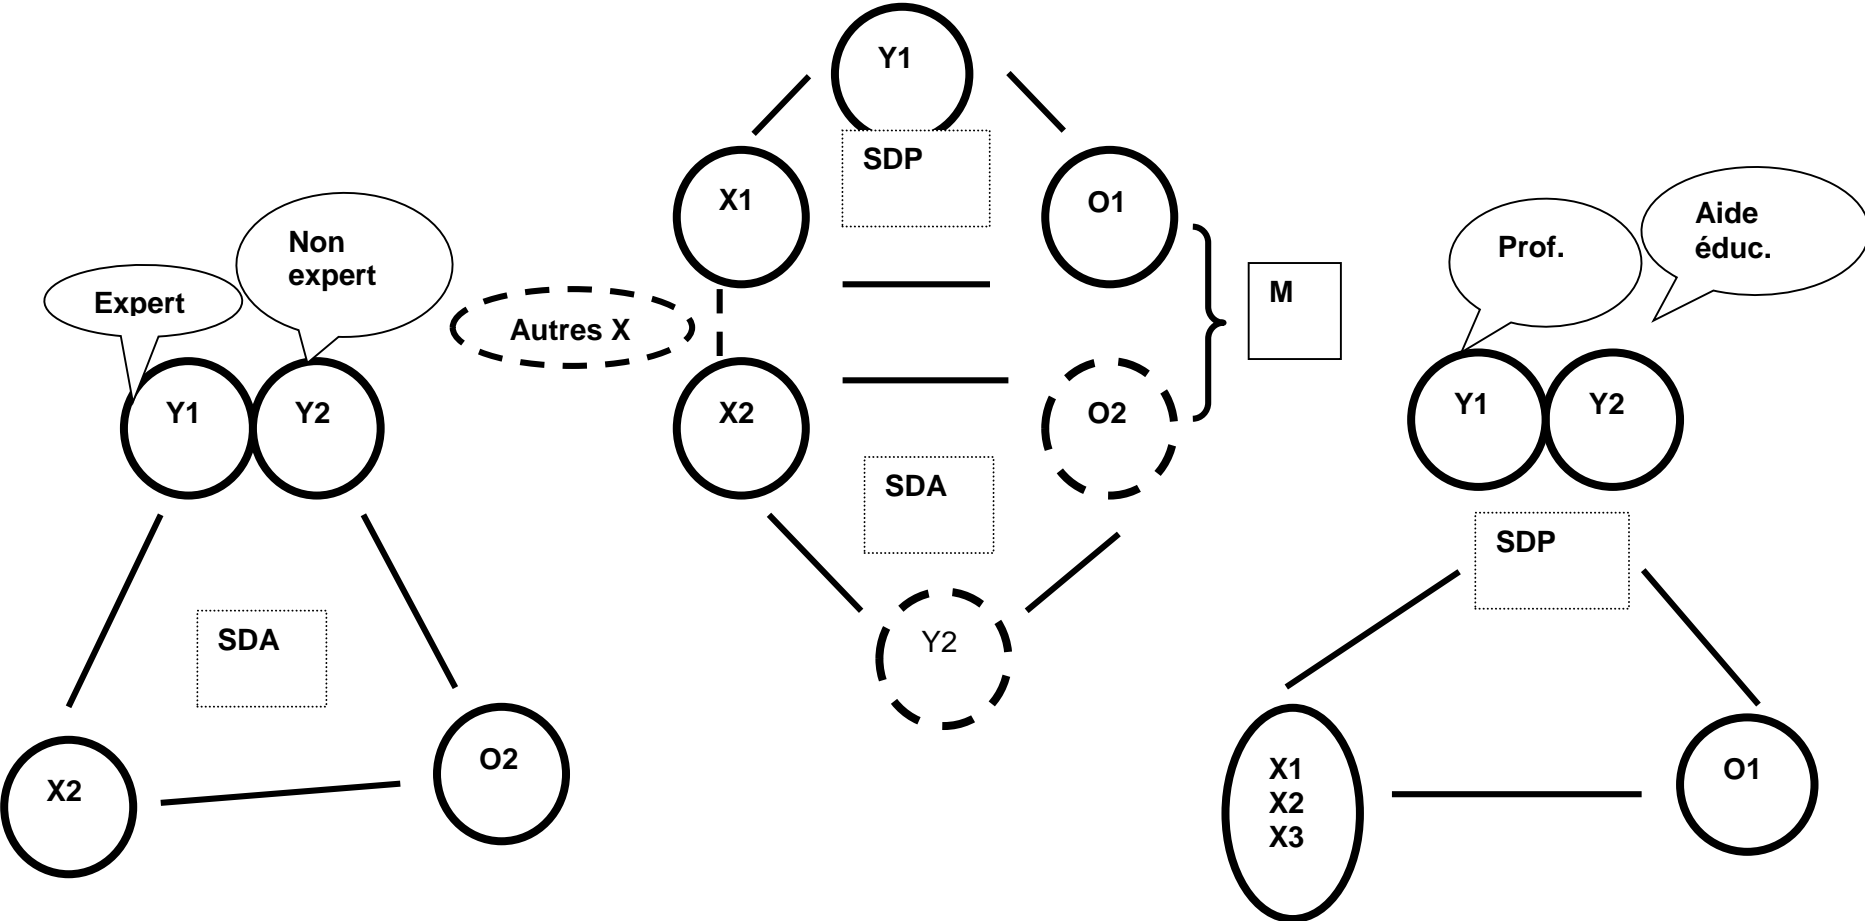 Y1
SDP
X1
O1
Non
expert
Expert
Autres X
M
Y1
Y2
X2
O2
SDA
Y2
SDA
X2
O2
Prof.
Aide
éduc.
Y1
Y2
SDP
X1
X2
X3
O1